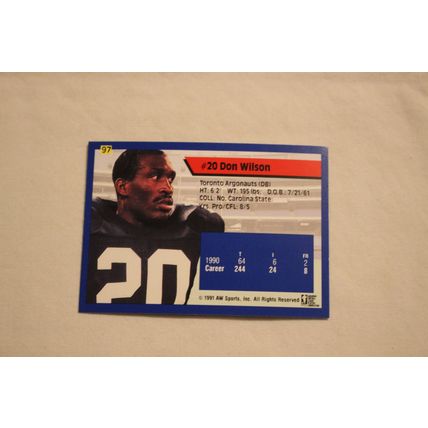 97
#20 Don Wilson
Toronto Argonauts (DB)
HT: 6'2" WT: 195 lbs. D.O.B.: 7/21/61
COLL: No. Carolina State
Yrs. Pro/CFL: 8/5
T I FR
1990 64 6 2
Career 244 24 8
20
© 1991 AW Sports, Inc. All Rights Reserved